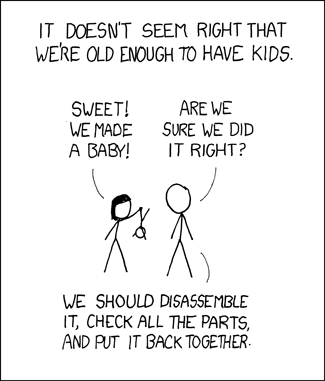 IT DOESN'T SEEM RIGHT THAT
WE'RE OLD ENOUGH TO HAVE KIDS.
SWEET!
WE MADE
A BABY!
ARE WE
SURE WE DID
IT RIGHT?
WE SHOULD DISASSEMBLE
IT, CHECK ALL THE PARTS,
AND PUT IT BACK TOGETHER.